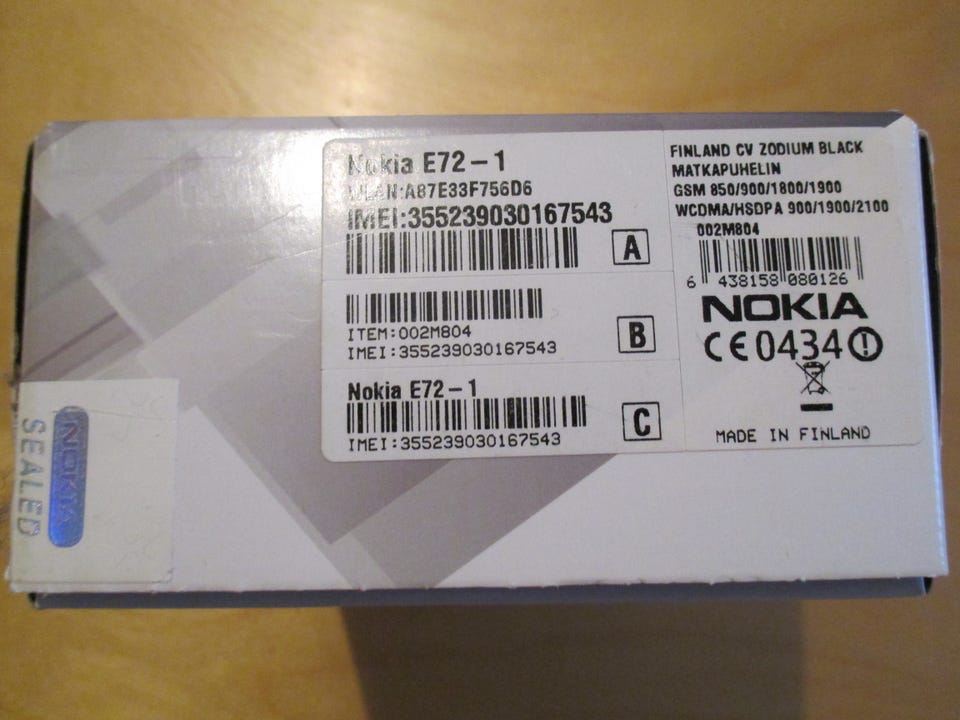 Nokia E72-1
WLAN:A87E33F756D6
IMEI:355239030167543
A
ITEM:002M804
IMEI:355239030167543
B
Nokia E72-1
IMEI:355239030167543
C
FINLAND CV ZODIUM BLACK
MATKAPUHELIN
GSM 850/900/1800/1900
WCDMA/HSDPA 900/1900/2100
002M804
6 438158 080126
NOKIA
CE0434
MADE IN FINLAND
NOKIA
SEALED